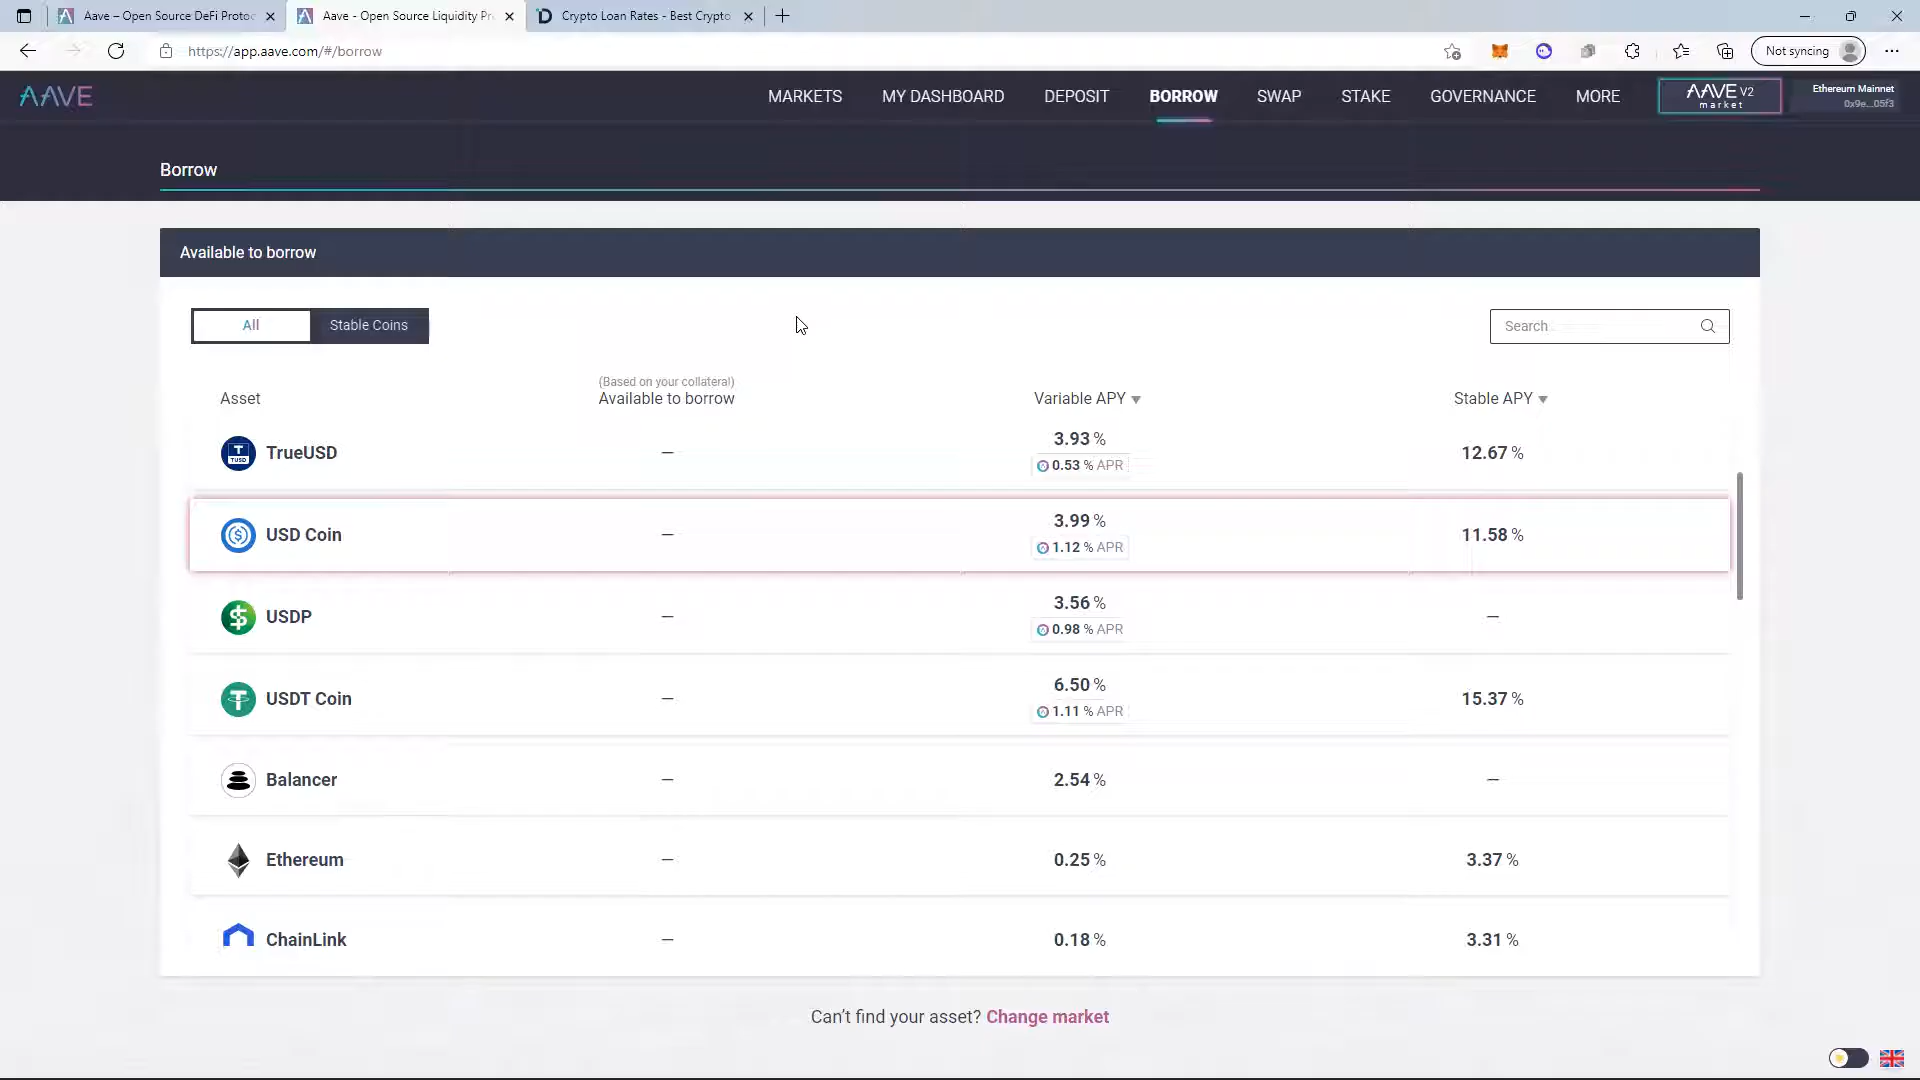 Aave – Open Source DeFi Protoc
Aave - Open Source Liquidity Pr
Crypto Loan Rates - Best Crypto
https://app.aave.com/#/borrow
Not syncing
AAVE
MARKETS
MY DASHBOARD
DEPOSIT
BORROW
SWAP
STAKE
GOVERNANCE
MORE
AAVE V2
market
Ethereum Mainnet
0x9e...05f3
Borrow
Available to borrow
All
Stable Coins
Search
Asset
(Based on your collateral)
Available to borrow
Variable APY
Stable APY
TUSD
TrueUSD
—
3.93 %
0.53 % APR
12.67 %
USD Coin
—
3.99 %
1.12 % APR
11.58 %
USDP
—
3.56 %
0.98 % APR
—
USDT Coin
—
6.50 %
1.11 % APR
15.37 %
Balancer
—
2.54 %
—
Ethereum
—
0.25 %
3.37 %
ChainLink
—
0.18 %
3.31 %
Can't find your asset? Change market